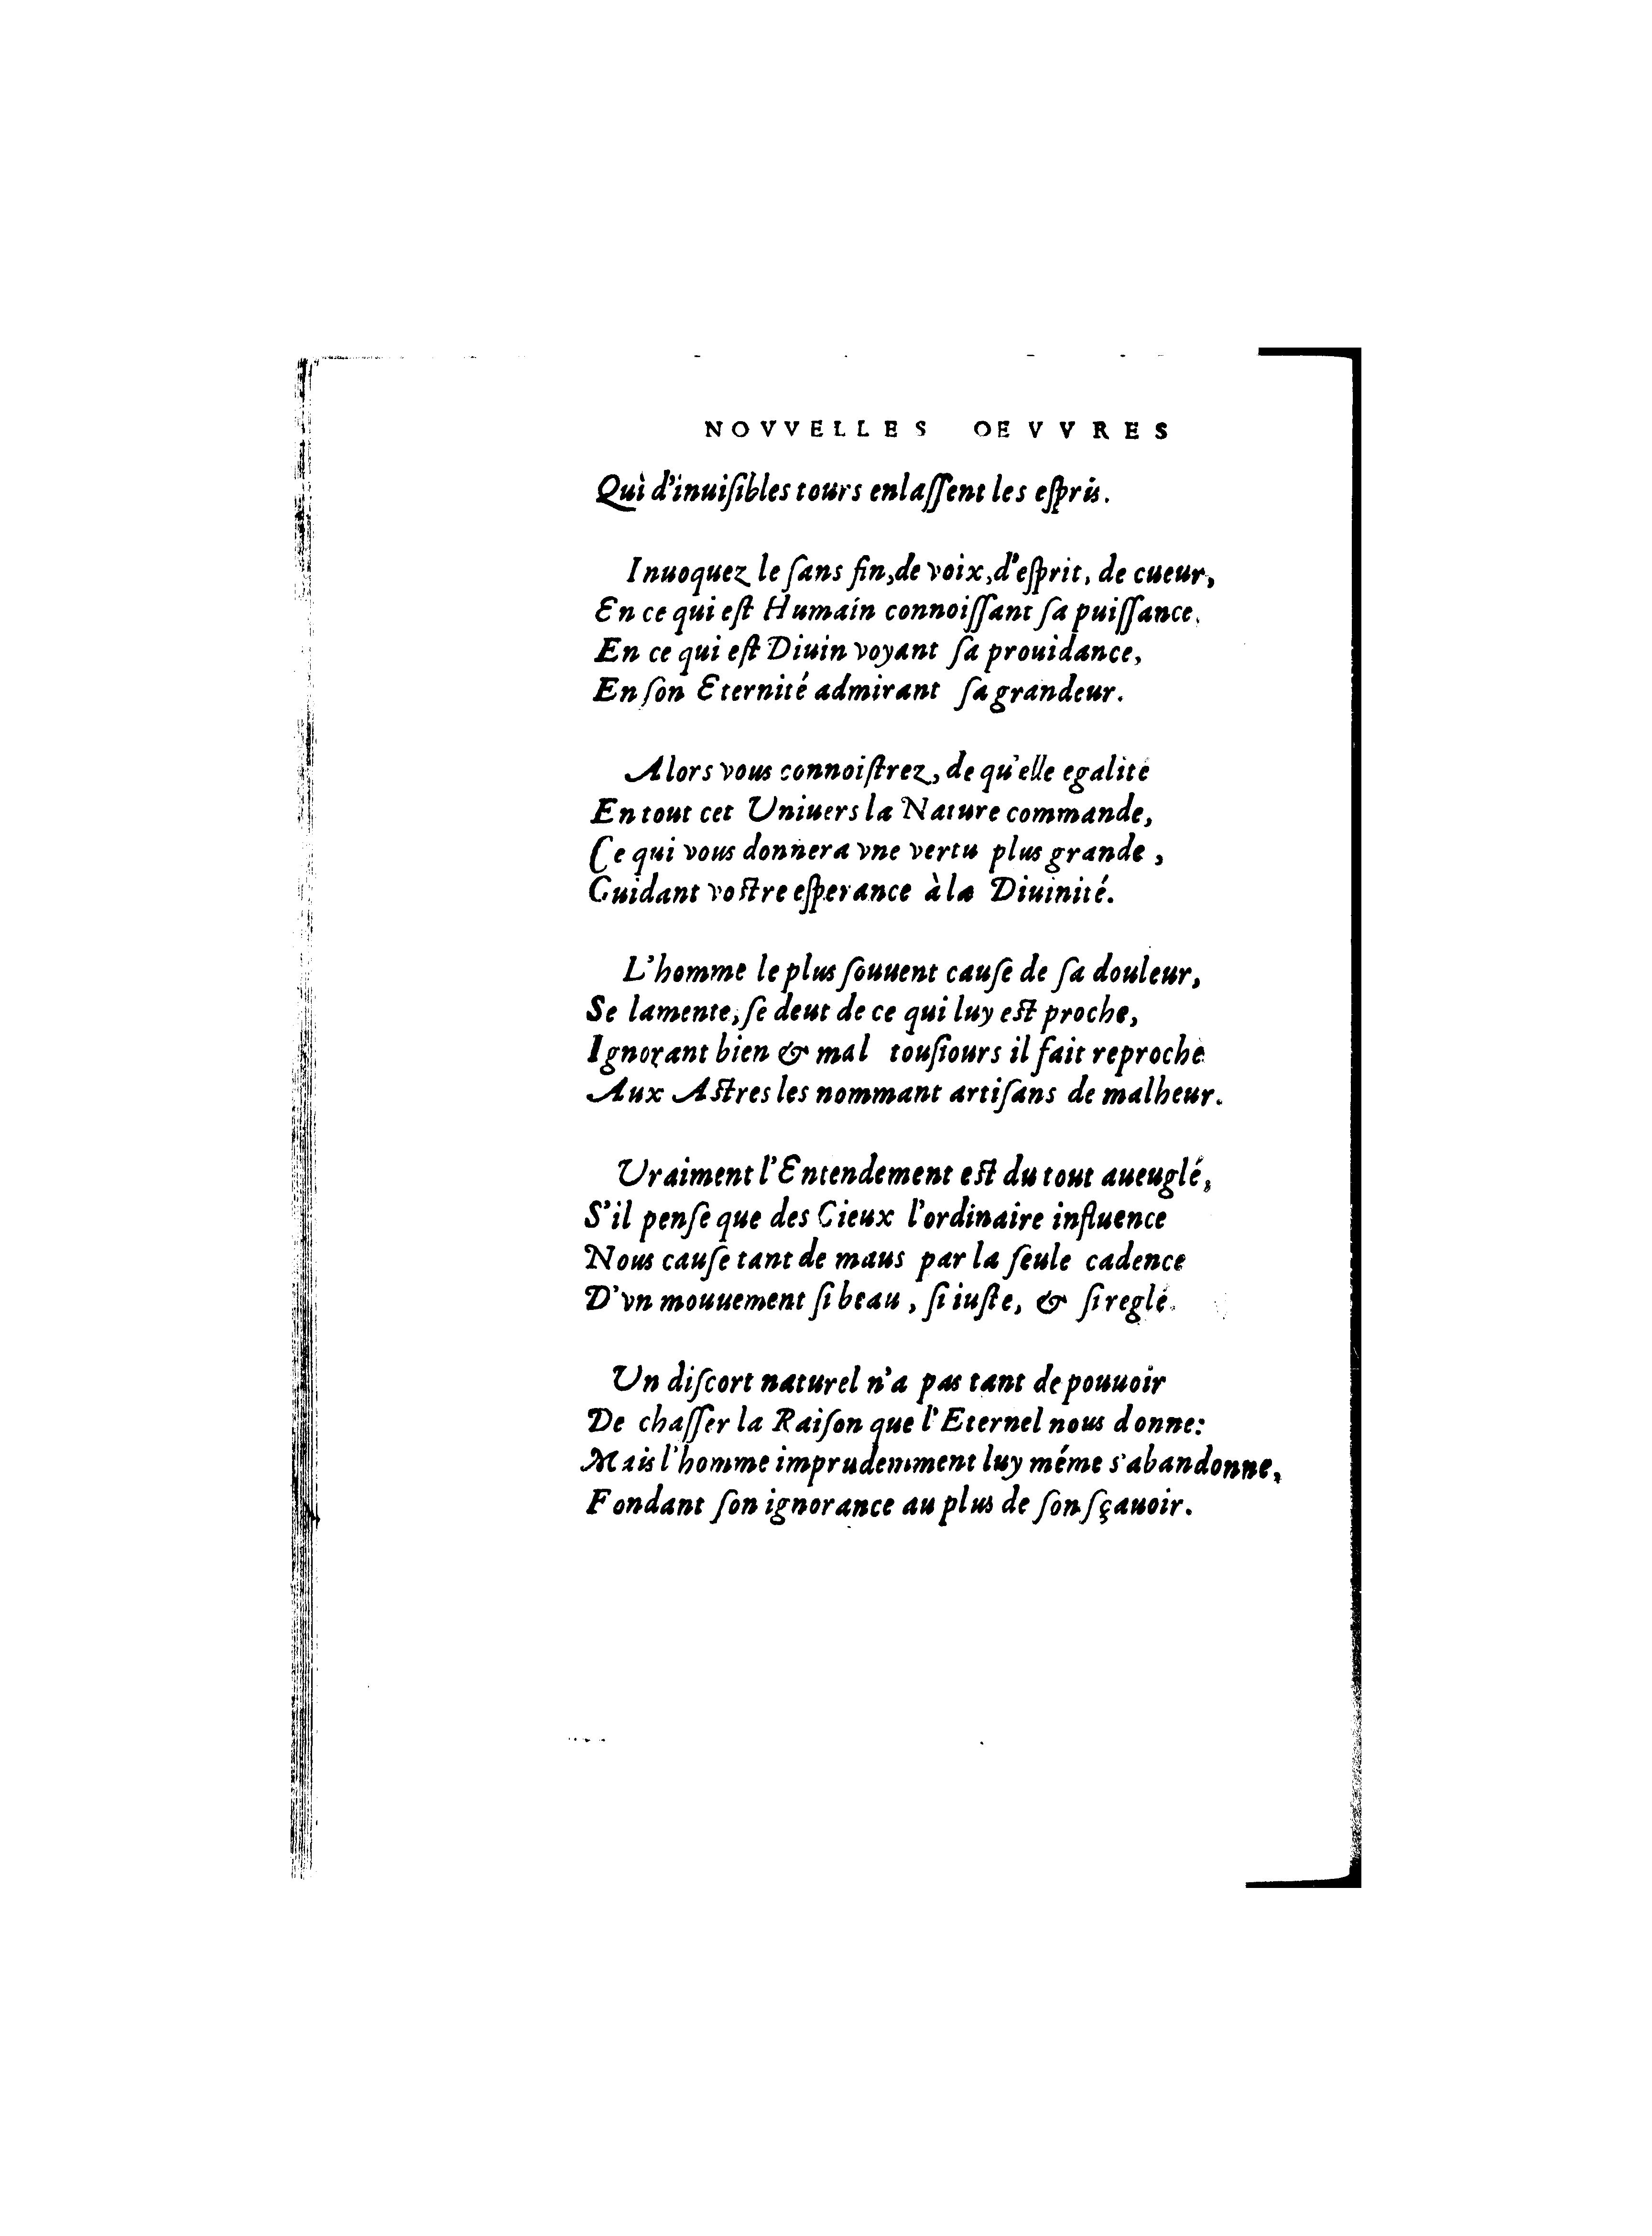 NOVVELLES OEVVRES
Qui d'inuiſibles tours enlaſſent les eſpris.
Inuoquez le ſans fin, de voix, d'eſprit, de cueur,
En ce qui eſt Humain connoiſſant ſa puiſſance.
En ce qui eſt Diuin voyant ſa prouidance,
En ſon Eternité admirant ſa grandeur.
Alors vous connoiſtrez, de qu'elle egalité
En tout cet Uniuers la Nature commande,
Ce qui vous donnera vne vertu plus grande,
Guidant voſtre eſperance à la Diuinité.
L'homme le plus ſouuent cauſe de ſa douleur,
Se lamente, ſe deut de ce qui luy eſt proche,
Ignorant bien & mal touſiours il fait reproche
Aux Aſtres les nommant artiſans de malheur.
Uraiment l'Entendement eſt du tout aueuglé,
S'il penſe que des Cieux l'ordinaire influence
Nous cauſe tant de maus par la ſeule cadence
D'vn mouuement ſi beau, ſi iuſte, & ſi reglé.
Un diſcort naturel n'a pas tant de pouuoir
De chaſſer la Raiſon que l'Eternel nous donne:
Mais l'homme imprudemment luy méme s'abandonne,
Fondant ſon ignorance au plus de ſon ſçauoir.